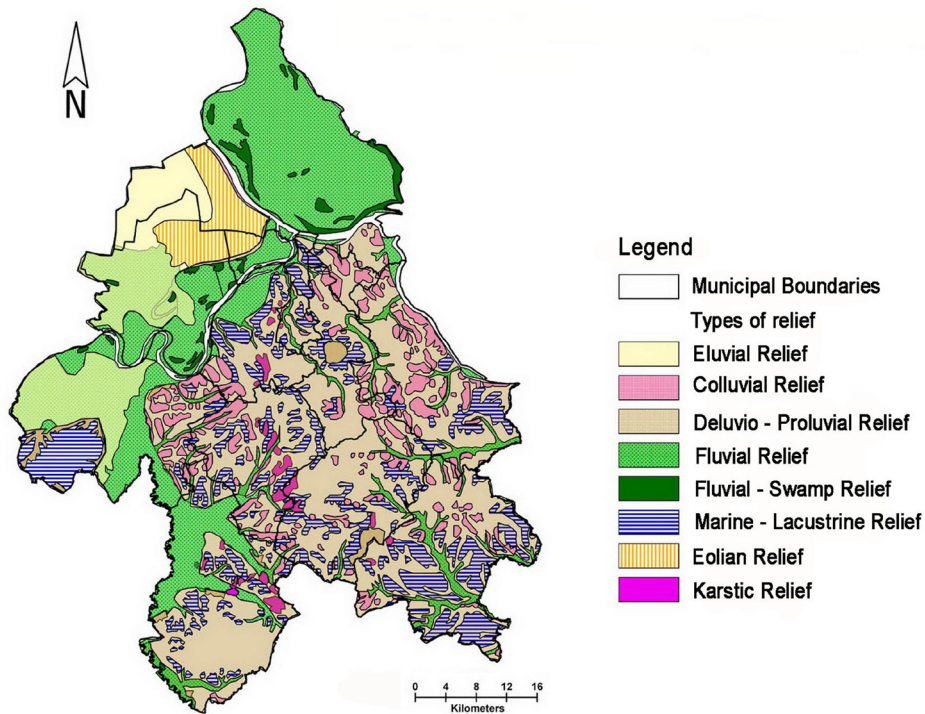 N
Legend
Municipal Boundaries
Types of relief
Eluvial Relief
Colluvial Relief
Deluvio - Proluvial Relief
Fluvial Relief
Fluvial - Swamp Relief
Marine - Lacustrine Relief
Eolian Relief
Karstic Relief
0 4 8 12 16
Kilometers